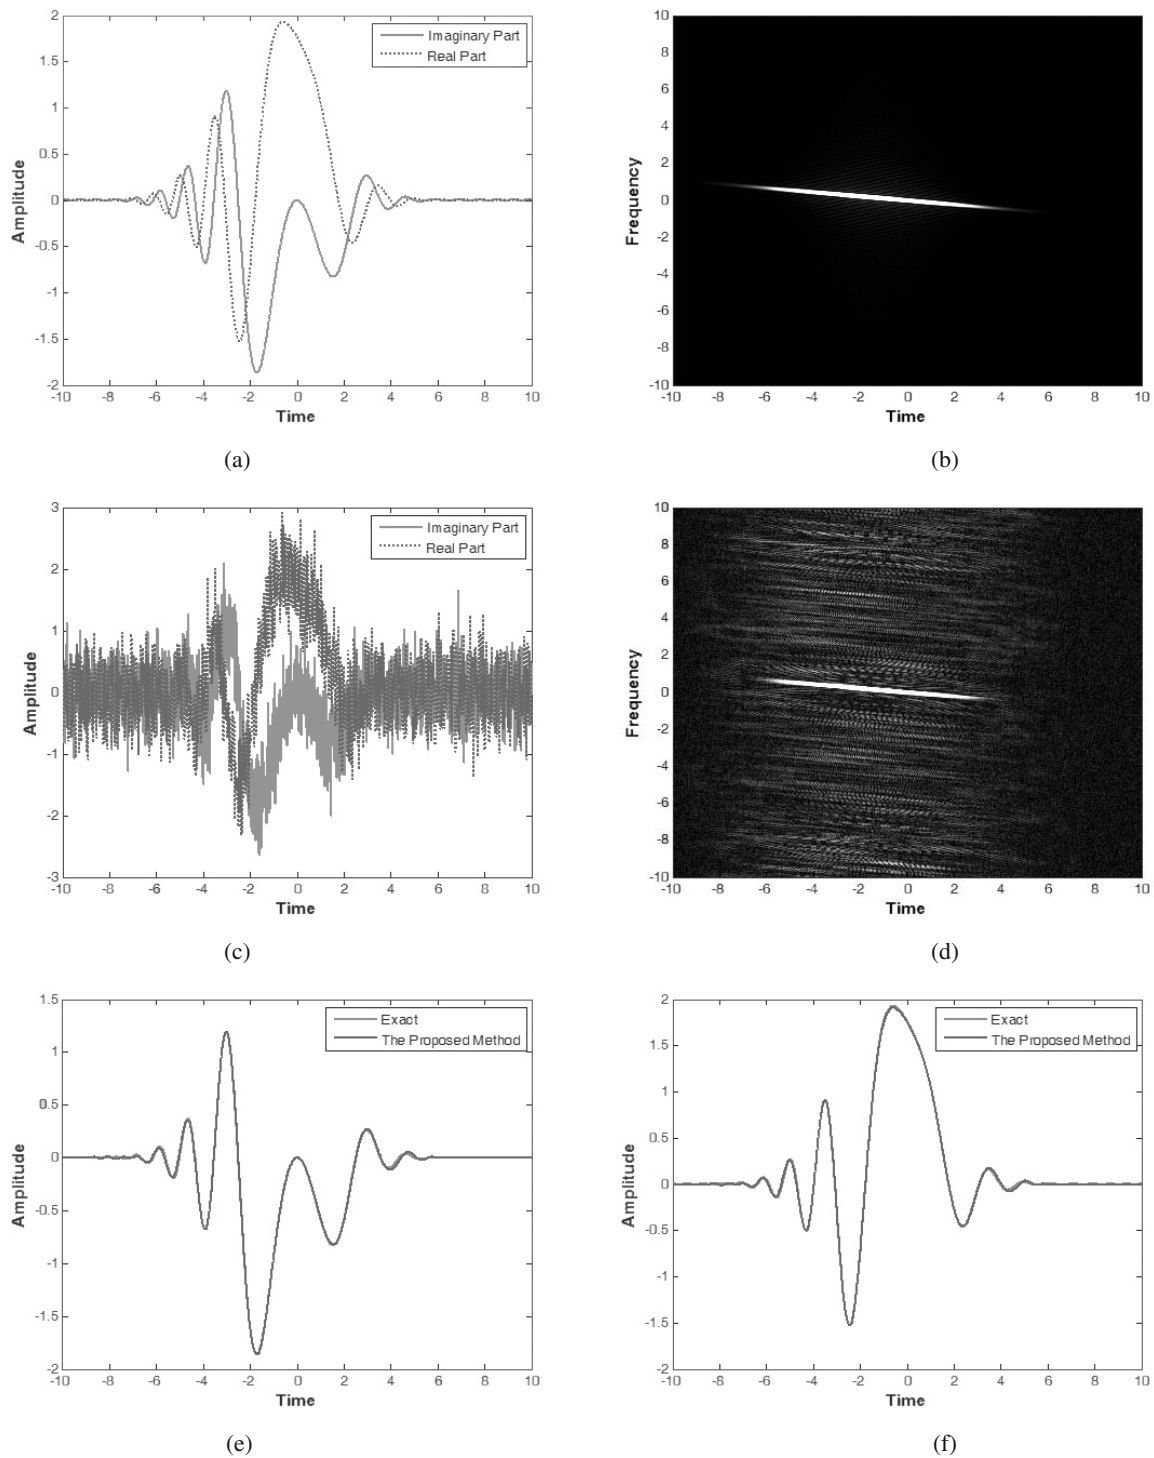 2
1.5
1
0.5
0
-0.5
-1
-1.5
-2
Amplitude
Imaginary Part
Real Part
-10 -8 -6 -4 -2 0 2 4 6 8 10
Time
(a)
10
8
6
4
2
0
-2
-4
-6
-8
-10
Frequency
-10 -8 -6 -4 -2 0 2 4 6 8 10
Time
(b)
3
2
1
0
-1
-2
-3
Amplitude
Imaginary Part
Real Part
-10 -8 -6 -4 -2 0 2 4 6 8 10
Time
(c)
10
8
6
4
2
0
-2
-4
-6
-8
-10
Frequency
-10 -8 -6 -4 -2 0 2 4 6 8 10
Time
(d)
1.5
1
0.5
0
-0.5
-1
-1.5
-2
Amplitude
Exact
The Proposed Method
-10 -8 -6 -4 -2 0 2 4 6 8 10
Time
(e)
2
1.5
1
0.5
0
-0.5
-1
-1.5
-2
Amplitude
Exact
The Proposed Method
-10 -8 -6 -4 -2 0 2 4 6 8 10
Time
(f)